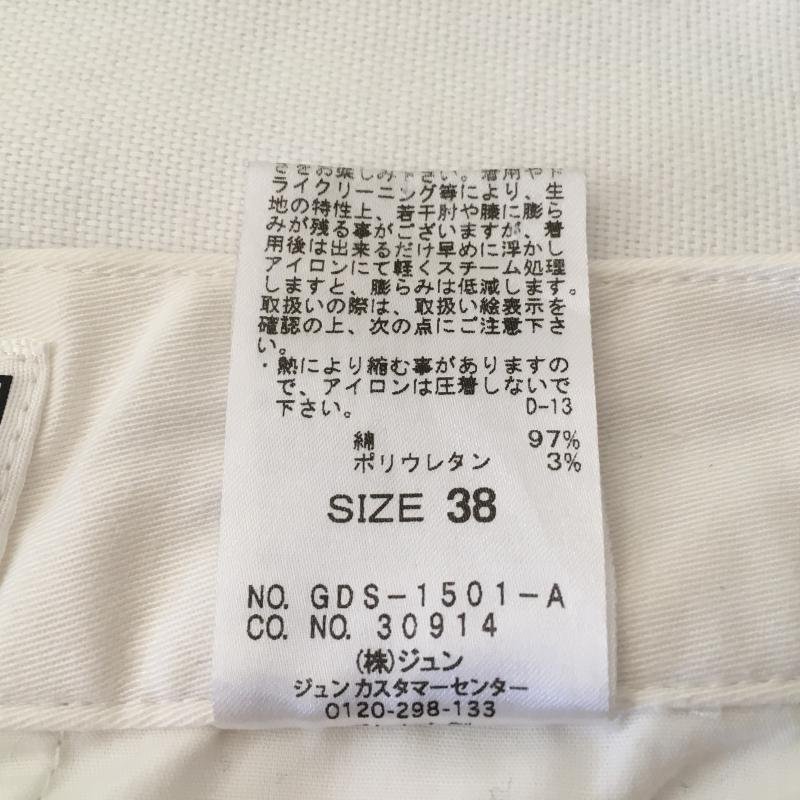 さをお楽しみ下さい。着用やド
ライクリーニング等により、生
地の特性上、若干肘や膝に膨ら
みが残る事がございますが、着
用後は出来るだけ早めに浮かし
アイロンにて軽くスチーム処理
しますと、膨らみは低減します。
取扱いの際は、取扱い絵表示を
確認の上、次の点にご注意下さ
い。
・熱により縮む事がありますの
で、アイロンは圧着しないで
下さい。 D-13
綿 97%
ポリウレタン 3%
SIZE 38
NO. GDS-1501-A
CO. NO. 30914
(株)ジュン
ジュンカスタマーセンター
0120-298-133